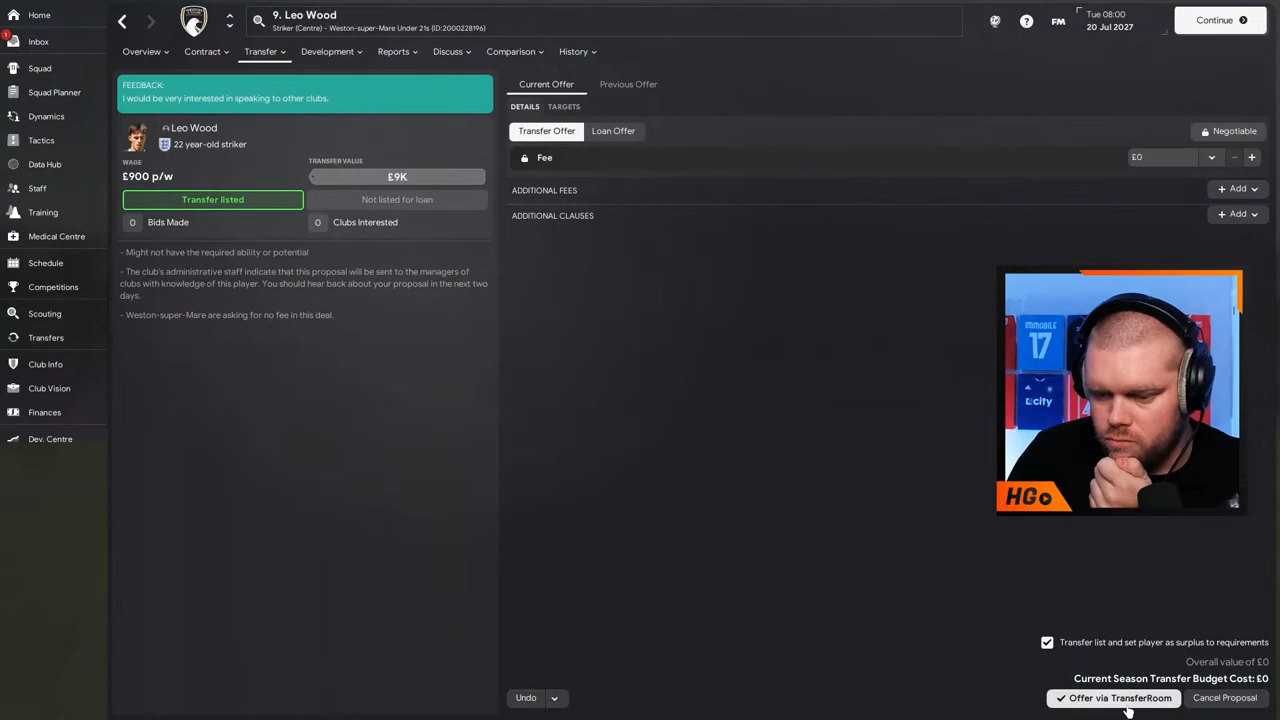 Home
1
Inbox
Squad
Squad Planner
Dynamics
Tactics
Data Hub
Staff
Training
Medical Centre
Schedule
Competitions
Scouting
Transfers
Club Info
Club Vision
Finances
Dev. Centre
9. Leo Wood
Striker (Centre) - Weston-super-Mare Under 21s (ID:2000228196)
FM
Tue 08:00
20 Jul 2027
Continue
Overview
Contract
Transfer
Development
Reports
Discuss
Comparison
History
FEEDBACK:
I would be very interested in speaking to other clubs.
Leo Wood
22 year-old striker
WAGE
TRANSFER VALUE
£900 p/w
£9K
Transfer listed
Not listed for loan
0 Bids Made
0 Clubs Interested
- Might not have the required ability or potential
- The club's administrative staff indicate that this proposal will be sent to the managers of
clubs with knowledge of this player. You should hear back about your proposal in the next two
days.
- Weston-super-Mare are asking for no fee in this deal.
Current Offer
Previous Offer
DETAILS
TARGETS
Transfer Offer
Loan Offer
Negotiable
Fee
£0
ADDITIONAL FEES
+ Add
ADDITIONAL CLAUSES
+ Add
IMMOBILE
17
city
HG
Transfer list and set player as surplus to requirements
Overall value of £0
Current Season Transfer Budget Cost: £0
Undo
Offer via TransferRoom
Cancel Proposal